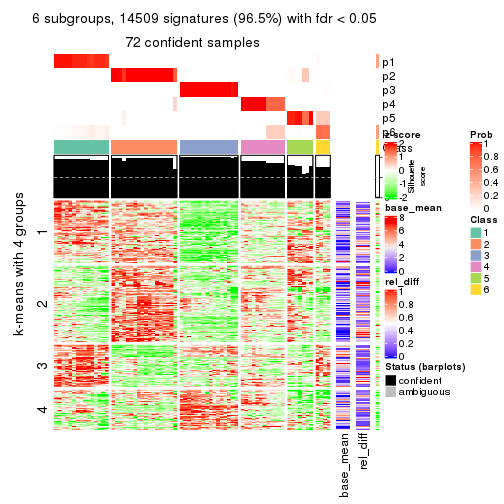 6 subgroups, 14509 signatures (96.5%) with fdr < 0.05
72 confident samples
p1
p2
p3
p4
p5
p6
z-score
Class
2
1
0
-1
-2
Silhouette
score
Prob
1
0.8
0.6
0.4
0.2
0
base_mean
8
6
4
2
0
Class
1
2
3
4
5
6
rel_diff
1
0.8
0.6
0.4
0.2
0
Status (barplots)
confident
ambiguous
k-means with 4 groups
1
2
3
4
base_mean
rel_diff